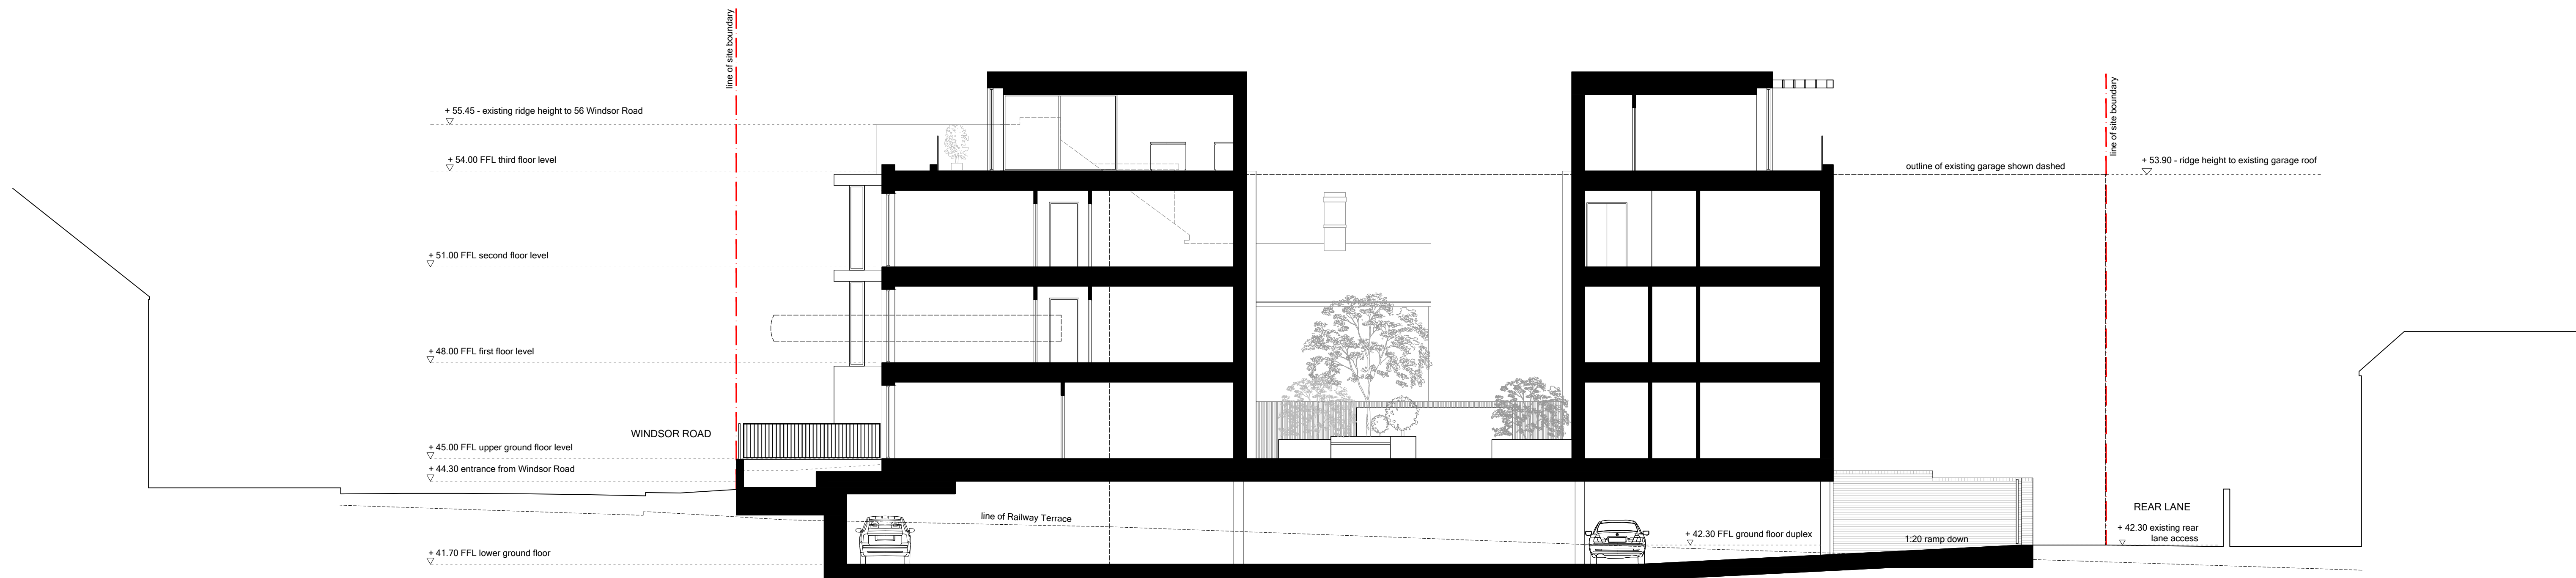 line of site boundary
+ 55.45 - existing ridge height to 56 Windsor Road
+ 54.00 FFL third floor level
+ 51.00 FFL second floor level
+ 48.00 FFL first floor level
WINDSOR ROAD
+ 45.00 FFL upper ground floor level
+ 44.30 entrance from Windsor Road
+ 41.70 FFL lower ground floor
line of Railway Terrace
+ 42.30 FFL ground floor duplex
1:20 ramp down
outline of existing garage shown dashed
line of site boundary
+ 53.90 - ridge height to existing garage roof
REAR LANE
+ 42.30 existing rear
lane access